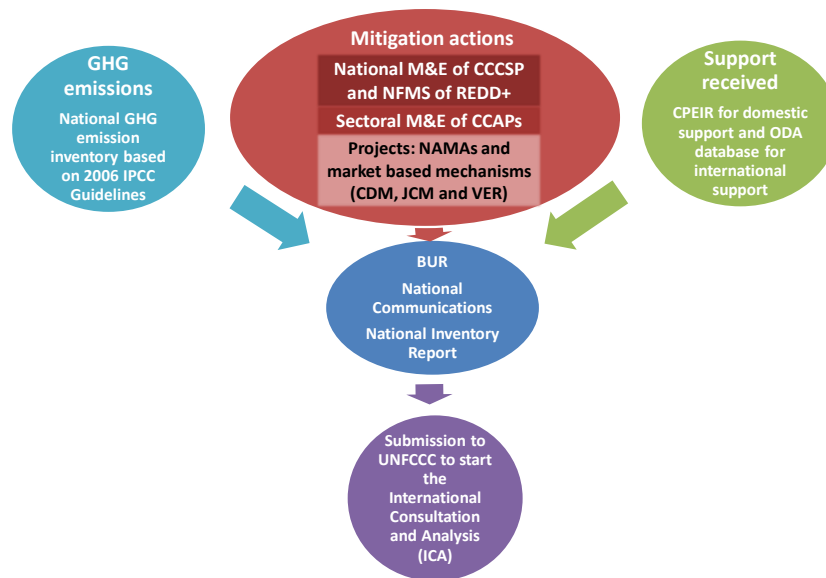 GHG
emissions
National GHG
emission
inventory based
on 2006 IPCC
Guidelines
Mitigation actions
National M&E of CCCSP
and NFMS of REDD+
Sectoral M&E of CCAPs
Projects: NAMAs and
market based mechanisms
(CDM, JCM and VER)
Support
received
CPEIR for domestic
support and ODA
database for
international
support
BUR
National
Communications
National Inventory
Report
Submission to
UNFCCC to start
the
International
Consultation
and Analysis
(ICA)